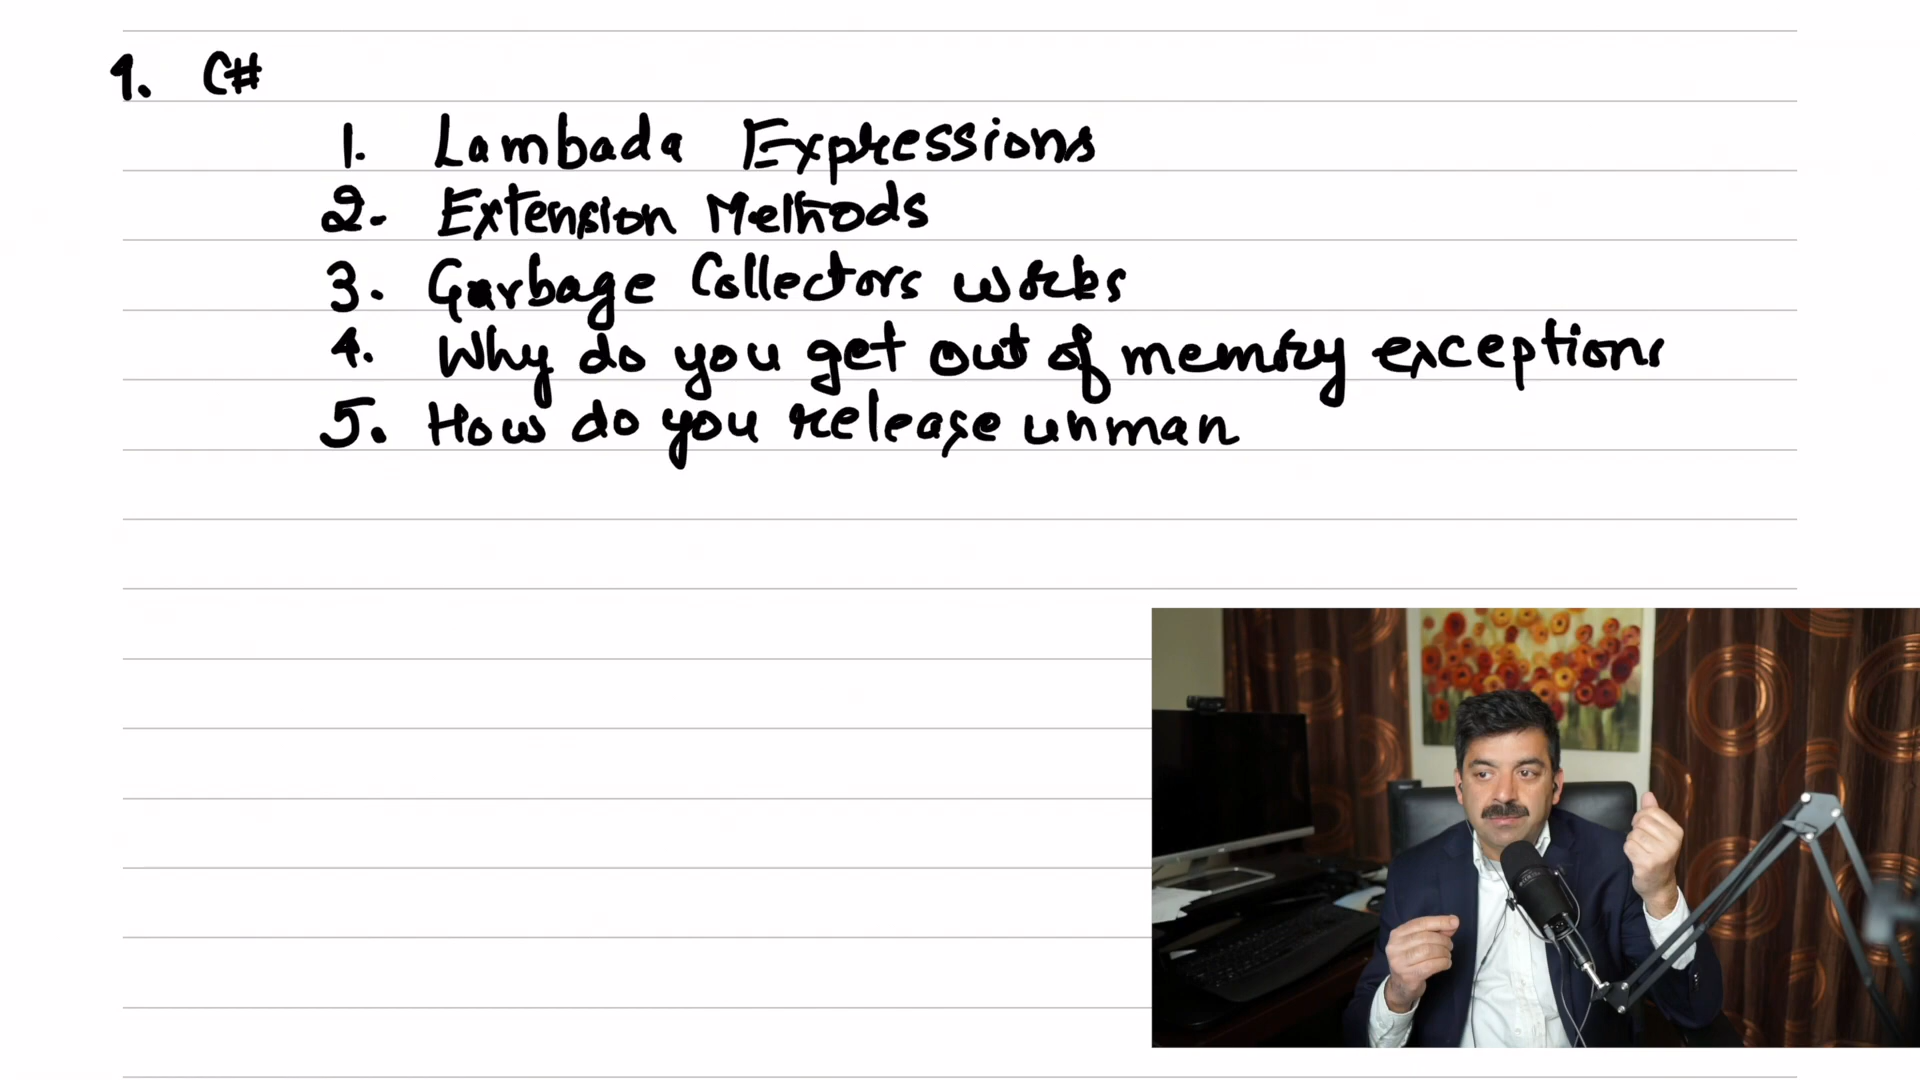 1. C#
1. Lambada Expressions
2. Extension Methods
3. Garbage Collectors works
4. Why do you get out of memory exceptions
5. How do you release unman